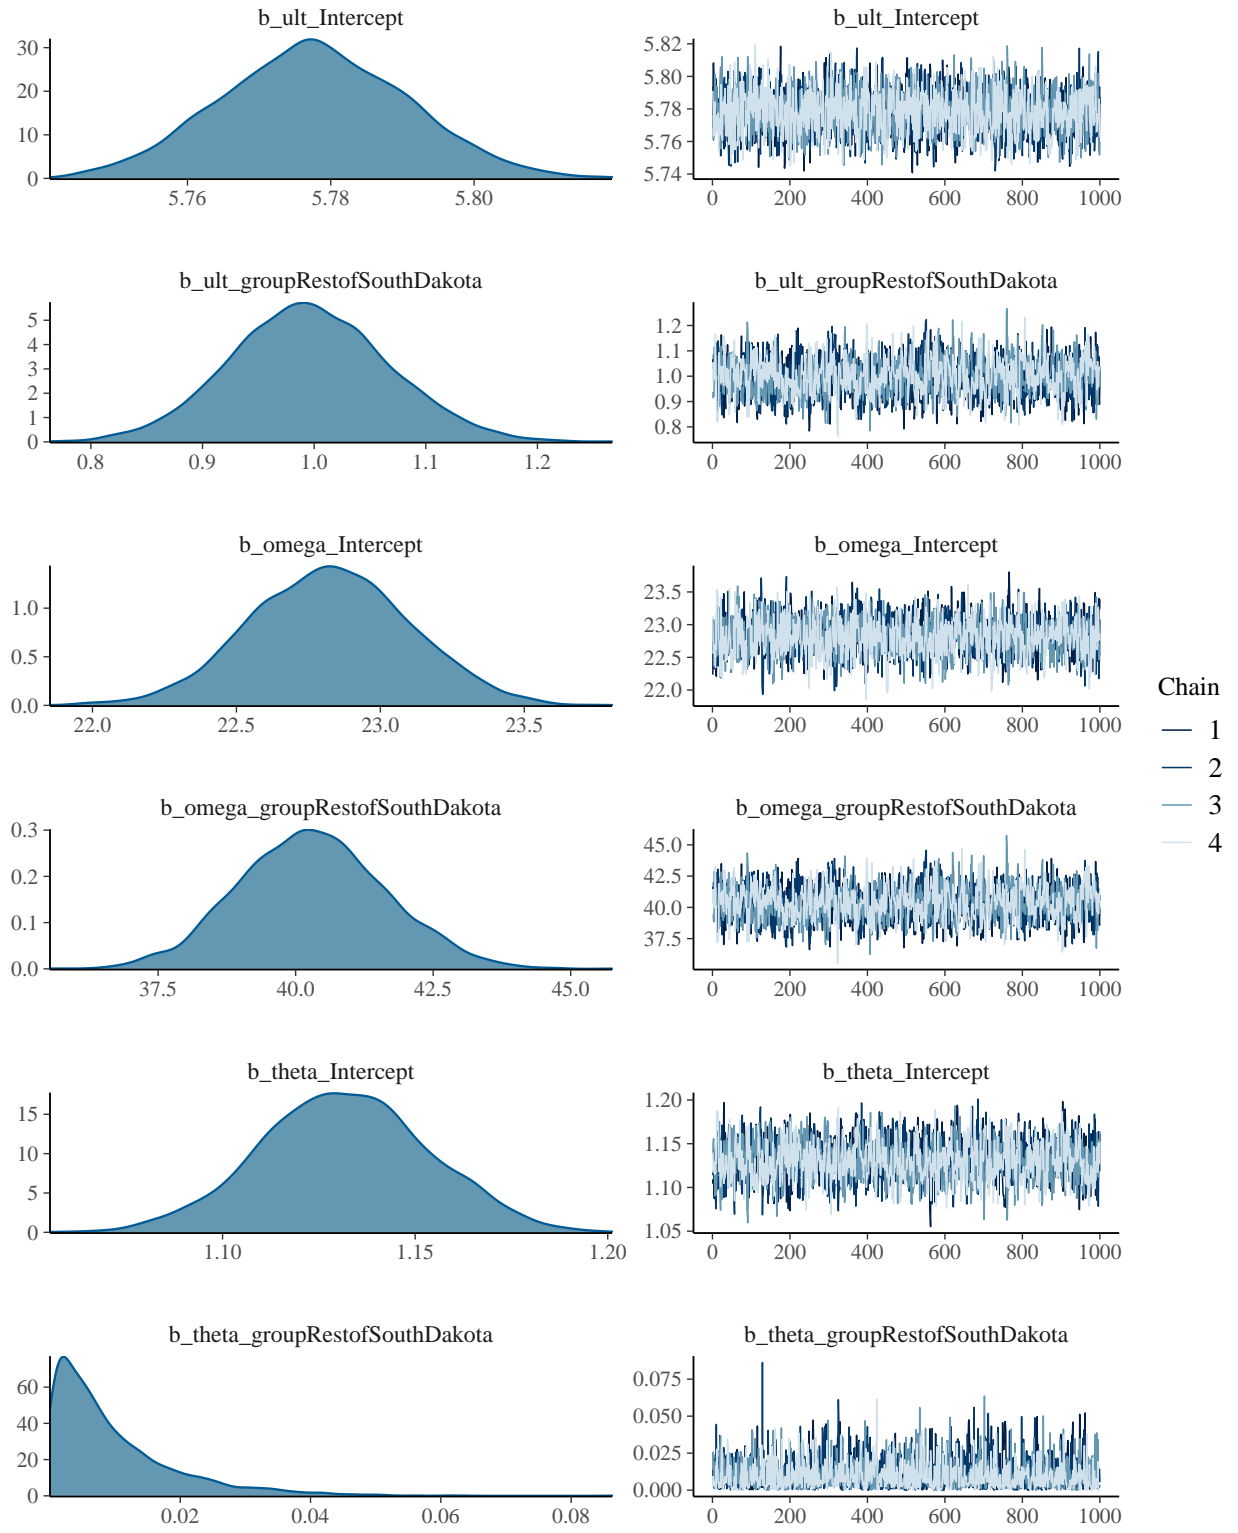 b_ult_Intercept
30
20
10
0
5.76 5.78 5.80
b_ult_Intercept
5.82
5.80
5.78
5.76
5.74
0 200 400 600 800 1000
b_ult_groupRestofSouthDakota
5
4
3
2
1
0
0.8 0.9 1.0 1.1 1.2
b_ult_groupRestofSouthDakota
1.2
1.1
1.0
0.9
0.8
0 200 400 600 800 1000
b_omega_Intercept
1.0
0.5
0.0
22.0 22.5 23.0 23.5
b_omega_Intercept
23.5
23.0
22.5
22.0
0 200 400 600 800 1000
b_omega_groupRestofSouthDakota
0.3
0.2
0.1
0.0
37.5 40.0 42.5 45.0
b_omega_groupRestofSouthDakota
45.0
42.5
40.0
37.5
0 200 400 600 800 1000
b_theta_Intercept
15
10
5
0
1.10 1.15 1.20
b_theta_Intercept
1.20
1.15
1.10
1.05
0 200 400 600 800 1000
b_theta_groupRestofSouthDakota
60
40
20
0
0.02 0.04 0.06 0.08
b_theta_groupRestofSouthDakota
0.075
0.050
0.025
0.000
0 200 400 600 800 1000
Chain
1
2
3
4